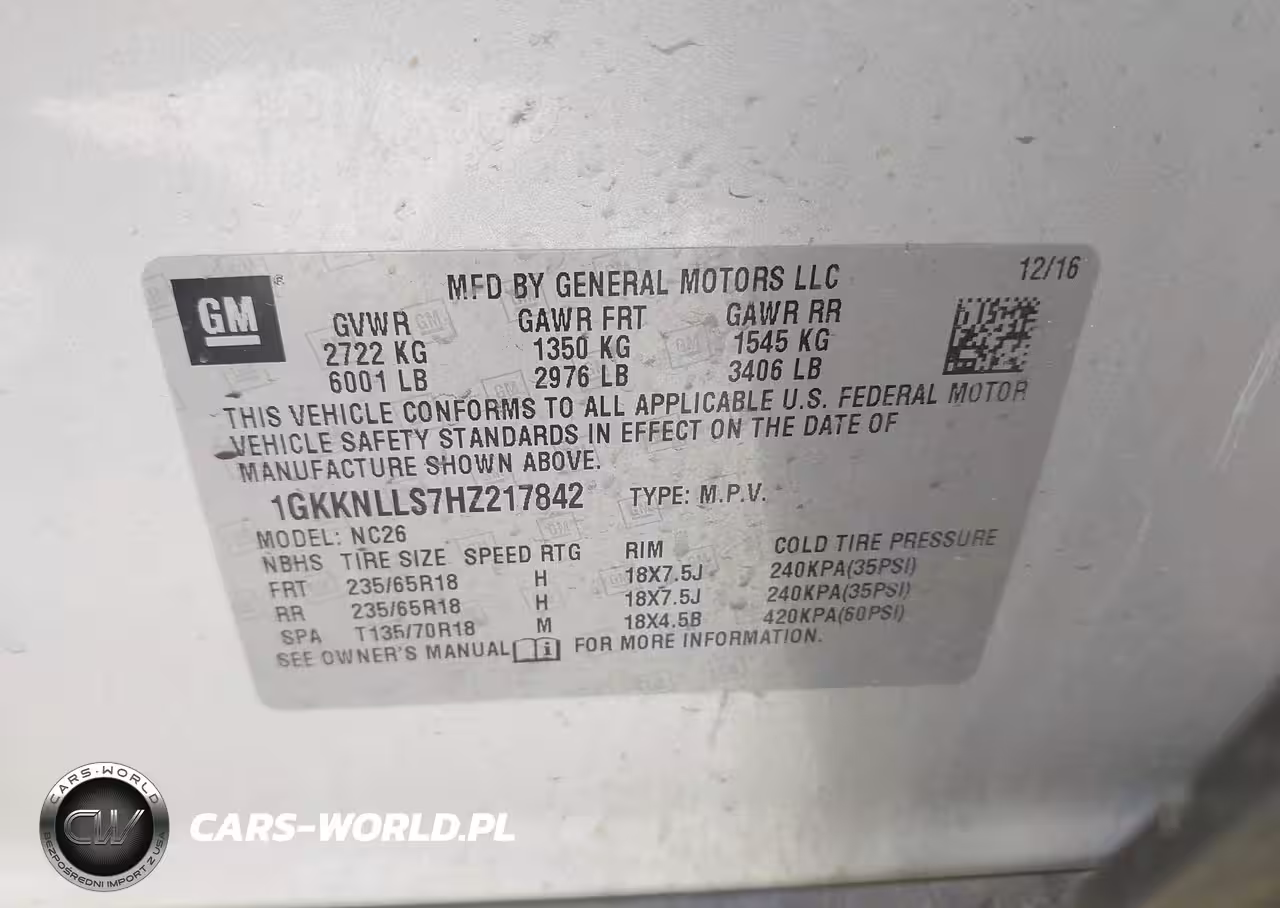 GM
MFD BY GENERAL MOTORS LLC
12/16
GVWR GAWR FRT GAWR RR
2722 KG 1350 KG 1545 KG
6001 LB 2976 LB 3406 LB
THIS VEHICLE CONFORMS TO ALL APPLICABLE U.S. FEDERAL MOTOR
VEHICLE SAFETY STANDARDS IN EFFECT ON THE DATE OF
MANUFACTURE SHOWN ABOVE.
1GKKNLLS7HZ217842 TYPE: M.P.V.
MODEL: NC26
NBHS TIRE SIZE SPEED RTG RIM COLD TIRE PRESSURE
FRT 235/65R18 H 18X7.5J 240KPA(35PSI)
RR 235/65R18 H 18X7.5J 240KPA(35PSI)
SPA T135/70R18 M 18X4.5B 420KPA(60PSI)
SEE OWNER'S MANUAL i FOR MORE INFORMATION.
CARS-WORLD
CW
BEZPOŚREDNI IMPORT Z USA
CARS-WORLD.PL